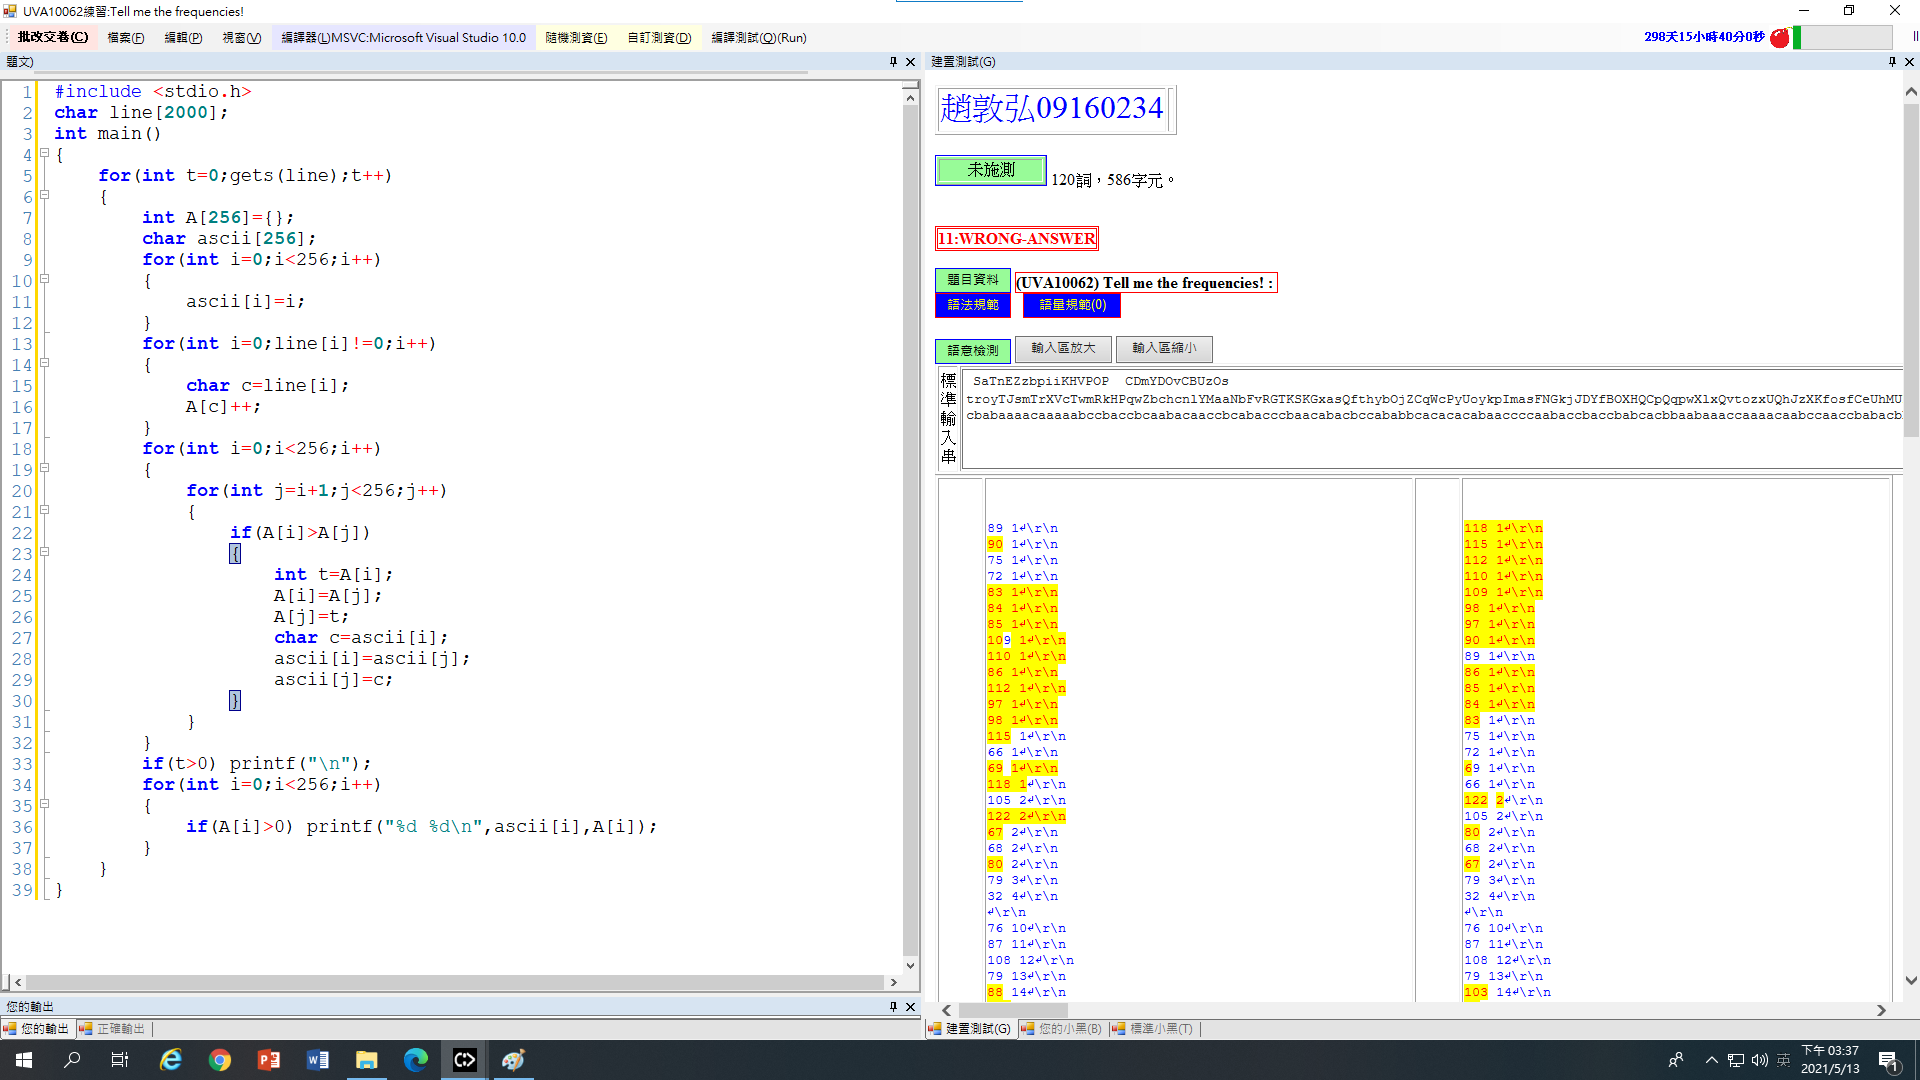 UVA10062練習:Tell me the frequencies!
批改交卷(C) 檔案(F) 編輯(P) 視窗(V) 編譯器(L)MSVC:Microsoft Visual Studio 10.0 隨機測資(E) 自訂測資(D) 編譯測試(Q)(Run) 298天15小時40分0秒
題文)
1 #include <stdio.h>
2 char line[2000];
3 int main()
4 {
5 for(int t=0;gets(line);t++)
6 {
7 int A[256]={};
8 char ascii[256];
9 for(int i=0;i<256;i++)
10 {
11 ascii[i]=i;
12 }
13 for(int i=0;line[i]!=0;i++)
14 {
15 char c=line[i];
16 A[c]++;
17 }
18 for(int i=0;i<256;i++)
19 {
20 for(int j=i+1;j<256;j++)
21 {
22 if(A[i]>A[j])
23 {
24 int t=A[i];
25 A[i]=A[j];
26 A[j]=t;
27 char c=ascii[i];
28 ascii[i]=ascii[j];
29 ascii[j]=c;
30 }
31 }
32 }
33 if(t>0) printf("\n");
34 for(int i=0;i<256;i++)
35 {
36 if(A[i]>0) printf("%d %d\n",ascii[i],A[i]);
37 }
38 }
39 }
您的輸出
您的輸出 正確輸出
建置測試(G)
趙敦弘09160234
未施測 120詞，586字元。
11:WRONG-ANSWER
題目資料 (UVA10062) Tell me the frequencies! :
語法規範 語量規範(0)
語意檢測 輸入區放大 輸入區縮小
標準輸入串
SaTnEZzbpiiKHVPOP CDmYDOvCBUzOs
89 1↲\r\n
90 1↲\r\n
75 1↲\r\n
72 1↲\r\n
83 1↲\r\n
84 1↲\r\n
85 1↲\r\n
109 1↲\r\n
110 1↲\r\n
86 1↲\r\n
112 1↲\r\n
97 1↲\r\n
98 1↲\r\n
115 1↲\r\n
66 1↲\r\n
69 1↲\r\n
118 1↲\r\n
105 2↲\r\n
122 2↲\r\n
67 2↲\r\n
68 2↲\r\n
80 2↲\r\n
79 3↲\r\n
32 4↲\r\n
↲\r\n
76 10↲\r\n
87 11↲\r\n
108 12↲\r\n
79 13↲\r\n
88 14↲\r\n
118 1↲\r\n
115 1↲\r\n
112 1↲\r\n
110 1↲\r\n
109 1↲\r\n
98 1↲\r\n
97 1↲\r\n
90 1↲\r\n
89 1↲\r\n
86 1↲\r\n
85 1↲\r\n
84 1↲\r\n
83 1↲\r\n
75 1↲\r\n
72 1↲\r\n
69 1↲\r\n
66 1↲\r\n
122 2↲\r\n
105 2↲\r\n
80 2↲\r\n
68 2↲\r\n
67 2↲\r\n
79 3↲\r\n
32 4↲\r\n
↲\r\n
76 10↲\r\n
87 11↲\r\n
108 12↲\r\n
79 13↲\r\n
103 14↲\r\n
建置測試(G) 您的小黑(B) 標準小黑(T)
英 下午 03:37
2021/5/13
1